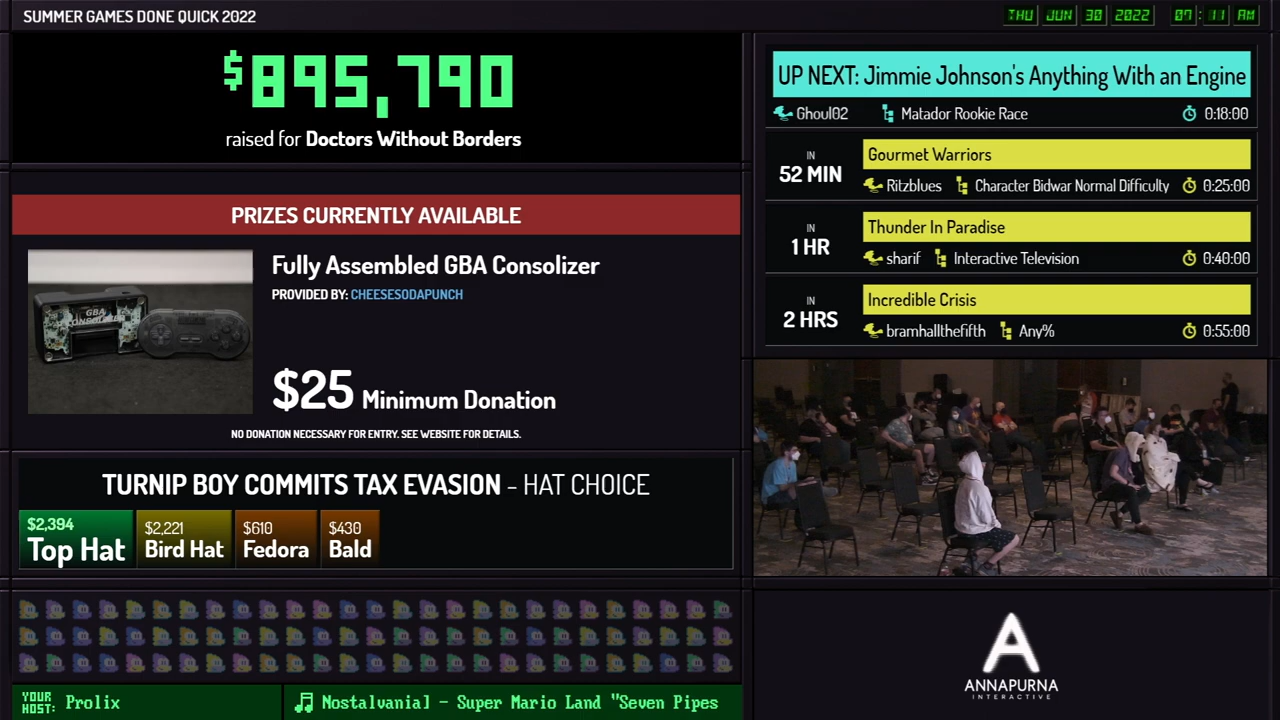 SUMMER GAMES DONE QUICK 2022
THU JUN 30 2022 07:11 AM
$895,790
raised for Doctors Without Borders
PRIZES CURRENTLY AVAILABLE
GBA
CONSOLIZER
Fully Assembled GBA Consolizer
PROVIDED BY: CHEESESODAPUNCH
$25 Minimum Donation
NO DONATION NECESSARY FOR ENTRY. SEE WEBSITE FOR DETAILS.
TURNIP BOY COMMITS TAX EVASION - HAT CHOICE
$2,394
Top Hat
$2,221
Bird Hat
$610
Fedora
$430
Bald
YOUR HOST: Prolix
Nostalvania] - Super Mario Land "Seven Pipes
UP NEXT: Jimmie Johnson's Anything With an Engine
Ghoul02 Matador Rookie Race 0:18:00
IN
52 MIN
Gourmet Warriors
Ritzblues Character Bidwar Normal Difficulty 0:25:00
IN
1 HR
Thunder In Paradise
sharif Interactive Television 0:40:00
IN
2 HRS
Incredible Crisis
bramhallthefifth Any% 0:55:00
A
ANNAPURNA
INTERACTIVE